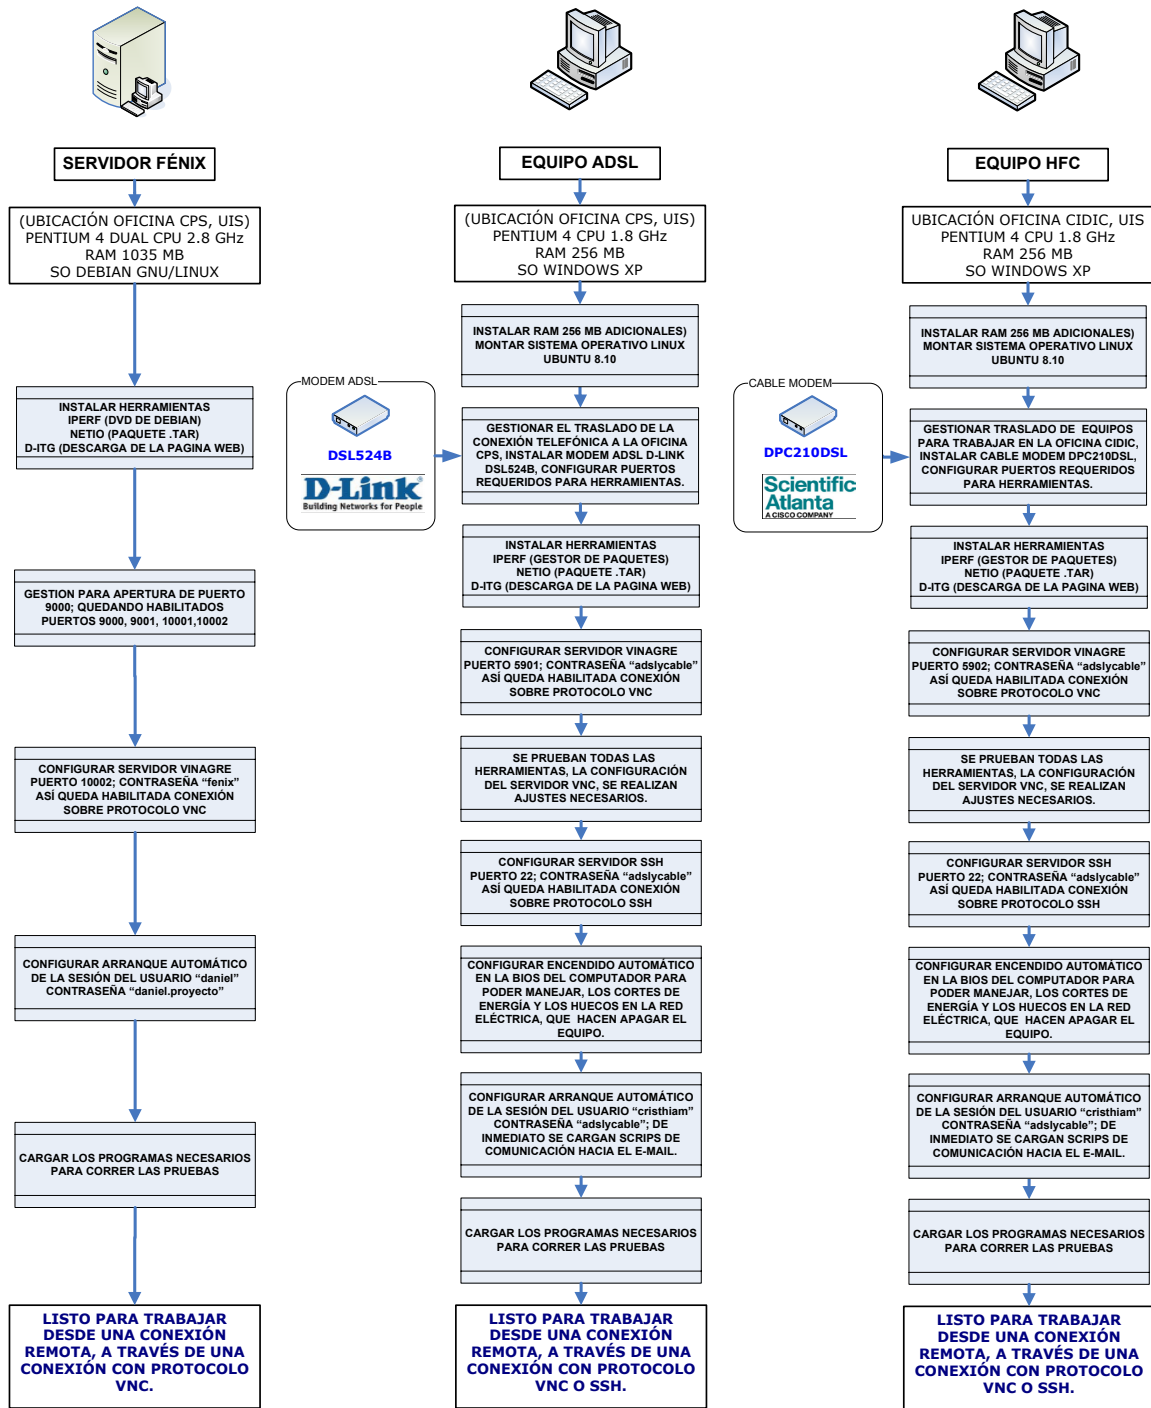 SERVIDOR FÉNIX
(UBICACIÓN OFICINA CPS, UIS)
PENTIUM 4 DUAL CPU 2.8 GHz
RAM 1035 MB
SO DEBIAN GNU/LINUX
INSTALAR HERRAMIENTAS
IPERF (DVD DE DEBIAN)
NETIO (PAQUETE .TAR)
D-ITG (DESCARGA DE LA PAGINA WEB)
GESTION PARA APERTURA DE PUERTO
9000; QUEDANDO HABILITADOS
PUERTOS 9000, 9001, 10001,10002
CONFIGURAR SERVIDOR VINAGRE
PUERTO 10002; CONTRASEÑA “fenix”
ASÍ QUEDA HABILITADA CONEXIÓN
SOBRE PROTOCOLO VNC
CONFIGURAR ARRANQUE AUTOMÁTICO
DE LA SESIÓN DEL USUARIO “daniel”
CONTRASEÑA “daniel.proyecto”
CARGAR LOS PROGRAMAS NECESARIOS
PARA CORRER LAS PRUEBAS
LISTO PARA TRABAJAR
DESDE UNA CONEXIÓN
REMOTA, A TRAVÉS DE UNA
CONEXIÓN CON PROTOCOLO
VNC.
EQUIPO ADSL
(UBICACIÓN OFICINA CPS, UIS)
PENTIUM 4 CPU 1.8 GHz
RAM 256 MB
SO WINDOWS XP
INSTALAR RAM 256 MB ADICIONALES)
MONTAR SISTEMA OPERATIVO LINUX
UBUNTU 8.10
MODEM ADSL
DSL524B
D-Link
Building Networks for People
GESTIONAR EL TRASLADO DE LA
CONEXIÓN TELEFÓNICA A LA OFICINA
CPS, INSTALAR MODEM ADSL D-LINK
DSL524B, CONFIGURAR PUERTOS
REQUERIDOS PARA HERRAMIENTAS.
INSTALAR HERRAMIENTAS
IPERF (GESTOR DE PAQUETES)
NETIO (PAQUETE .TAR)
D-ITG (DESCARGA DE LA PAGINA WEB)
CONFIGURAR SERVIDOR VINAGRE
PUERTO 5901; CONTRASEÑA “adslycable”
ASÍ QUEDA HABILITADA CONEXIÓN
SOBRE PROTOCOLO VNC
SE PRUEBAN TODAS LAS
HERRAMIENTAS, LA CONFIGURACIÓN
DEL SERVIDOR VNC, SE REALIZAN
AJUSTES NECESARIOS.
CONFIGURAR SERVIDOR SSH
PUERTO 22; CONTRASEÑA “adslycable”
ASÍ QUEDA HABILITADA CONEXIÓN
SOBRE PROTOCOLO SSH
CONFIGURAR ENCENDIDO AUTOMÁTICO
EN LA BIOS DEL COMPUTADOR PARA
PODER MANEJAR, LOS CORTES DE
ENERGÍA Y LOS HUECOS EN LA RED
ELÉCTRICA, QUE HACEN APAGAR EL
EQUIPO.
CONFIGURAR ARRANQUE AUTOMÁTICO
DE LA SESIÓN DEL USUARIO “cristhiam”
CONTRASEÑA “adslycable”; DE
INMEDIATO SE CARGAN SCRIPS DE
COMUNICACIÓN HACIA EL E-MAIL.
CARGAR LOS PROGRAMAS NECESARIOS
PARA CORRER LAS PRUEBAS
LISTO PARA TRABAJAR
DESDE UNA CONEXIÓN
REMOTA, A TRAVÉS DE UNA
CONEXIÓN CON PROTOCOLO
VNC O SSH.
EQUIPO HFC
UBICACIÓN OFICINA CIDIC, UIS
PENTIUM 4 CPU 1.8 GHz
RAM 256 MB
SO WINDOWS XP
INSTALAR RAM 256 MB ADICIONALES)
MONTAR SISTEMA OPERATIVO LINUX
UBUNTU 8.10
CABLE MODEM
DPC210DSL
Scientific
Atlanta
A CISCO COMPANY
GESTIONAR TRASLADO DE EQUIPOS
PARA TRABAJAR EN LA OFICINA CIDIC,
INSTALAR CABLE MODEM DPC210DSL,
CONFIGURAR PUERTOS REQUERIDOS
PARA HERRAMIENTAS.
INSTALAR HERRAMIENTAS
IPERF (GESTOR DE PAQUETES)
NETIO (PAQUETE .TAR)
D-ITG (DESCARGA DE LA PAGINA WEB)
CONFIGURAR SERVIDOR VINAGRE
PUERTO 5902; CONTRASEÑA “adslycable”
ASÍ QUEDA HABILITADA CONEXIÓN
SOBRE PROTOCOLO VNC
SE PRUEBAN TODAS LAS
HERRAMIENTAS, LA CONFIGURACIÓN
DEL SERVIDOR VNC, SE REALIZAN
AJUSTES NECESARIOS.
CONFIGURAR SERVIDOR SSH
PUERTO 22; CONTRASEÑA “adslycable”
ASÍ QUEDA HABILITADA CONEXIÓN
SOBRE PROTOCOLO SSH
CONFIGURAR ENCENDIDO AUTOMÁTICO
EN LA BIOS DEL COMPUTADOR PARA
PODER MANEJAR, LOS CORTES DE
ENERGÍA Y LOS HUECOS EN LA RED
ELÉCTRICA, QUE HACEN APAGAR EL
EQUIPO.
CONFIGURAR ARRANQUE AUTOMÁTICO
DE LA SESIÓN DEL USUARIO “cristhiam”
CONTRASEÑA “adslycable”; DE
INMEDIATO SE CARGAN SCRIPS DE
COMUNICACIÓN HACIA EL E-MAIL.
CARGAR LOS PROGRAMAS NECESARIOS
PARA CORRER LAS PRUEBAS
LISTO PARA TRABAJAR
DESDE UNA CONEXIÓN
REMOTA, A TRAVÉS DE UNA
CONEXIÓN CON PROTOCOLO
VNC O SSH.